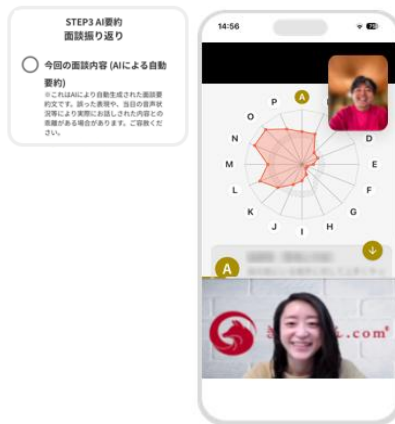 STEP3 AI要約
面談振り返り
今回の面談内容 (AIによる自動
要約)
※これはAIにより自動生成された面談要
約文です。誤った表現や、当日の音声状
況等により実際にお話しされた内容との
乖離がある場合があります。ご容赦くだ
さい。
14:56
A
P
O
D
N
E
M
F
L
G
K
H
J
I
A
.com